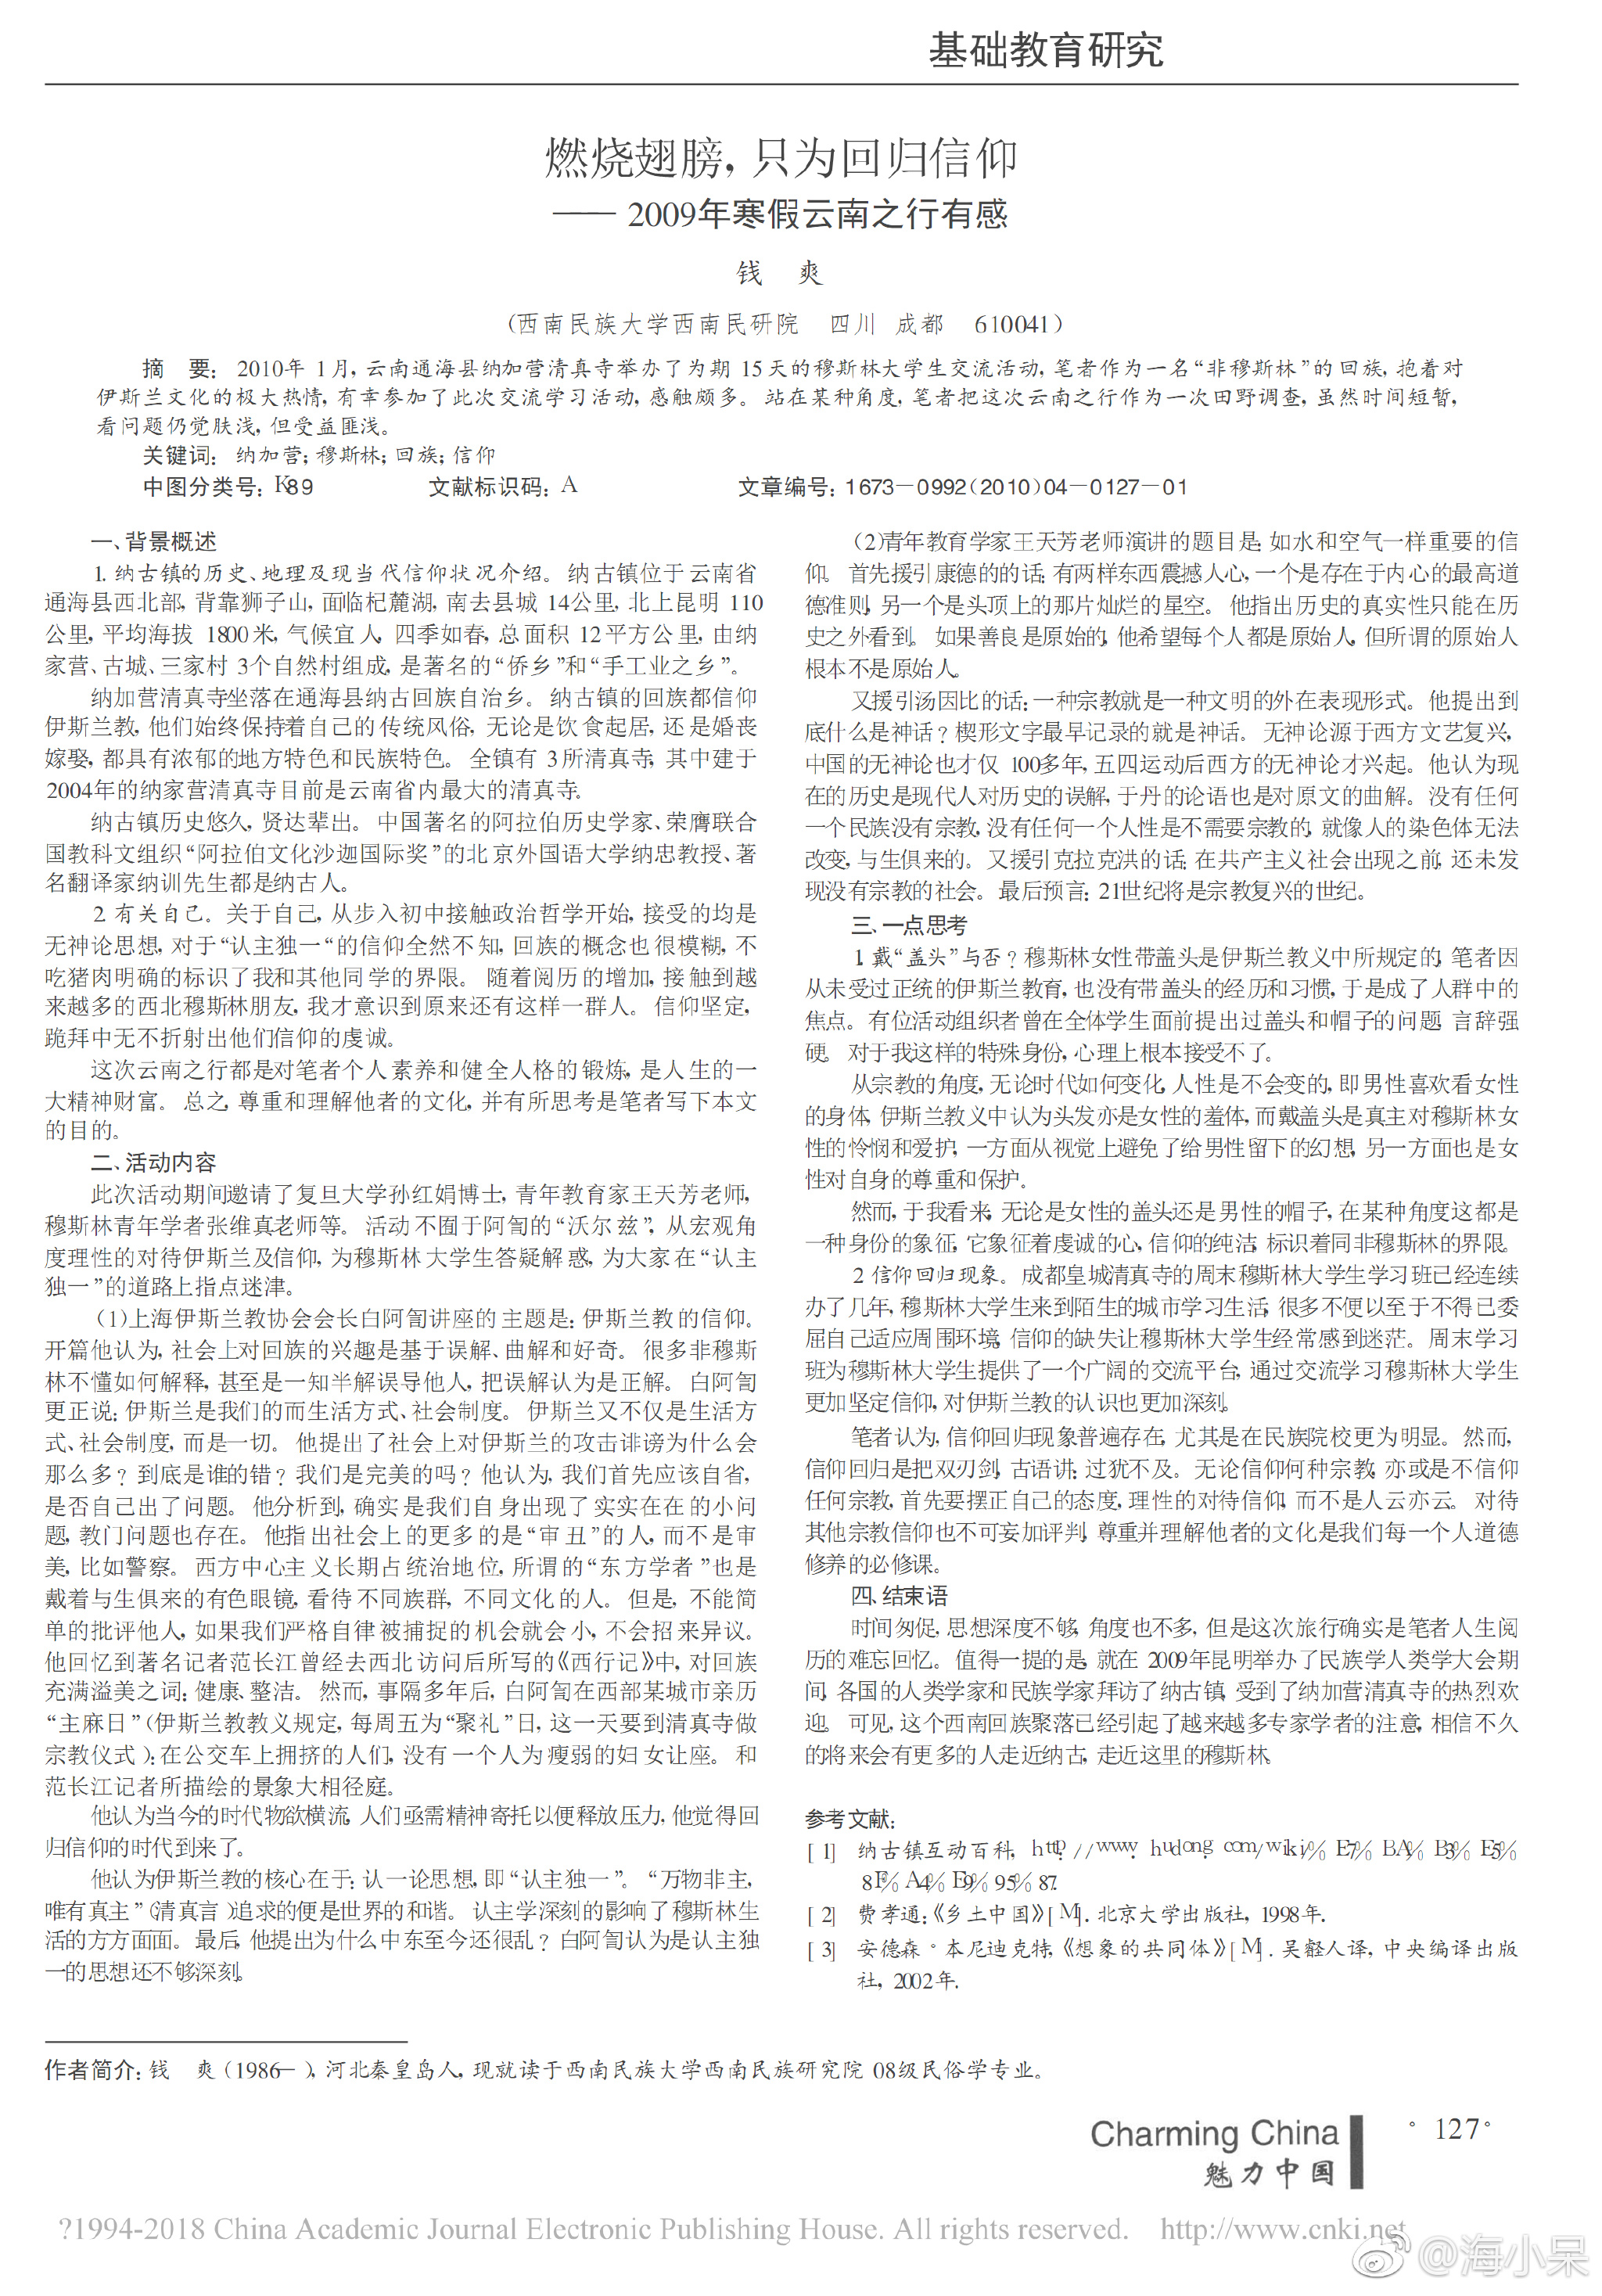 基础教育研究
燃烧翅膀,只为回归信仰
—— 2009年寒假云南之行有感
钱 爽
(西南民族大学西南民研院 四川 成都 610041)
摘 要: 2010年 1月,云南通海县纳加营清真寺举办了为期 15天的穆斯林大学生交流活动,笔者作为一名“非穆斯林”的回族,抱着对
伊斯兰文化的极大热情,有幸参加了此次交流学习活动,感触颇多。站在某种角度,笔者把这次云南之行作为一次田野调查,虽然时间短暂,
看问题仍觉肤浅,但受益匪浅。
关键词: 纳加营;穆斯林;回族;信仰
中图分类号: K89 文献标识码: A 文章编号: 1673-0992(2010)04-0127-01
一、背景概述
1. 纳古镇的历史、地理及现当代信仰状况介绍。纳古镇位于云南省
通海县西北部,背靠狮子山,面临杞麓湖,南去县城 14公里,北上昆明 110
公里,平均海拔 1800米,气候宜人,四季如春,总面积 12平方公里,由纳
家营、古城、三家村 3个自然村组成,是著名的“侨乡”和“手工业之乡”。
纳加营清真寺坐落在通海县纳古回族自治乡。纳古镇的回族都信仰
伊斯兰教,他们始终保持着自己的传统风俗,无论是饮食起居,还是婚丧
嫁娶,都具有浓郁的地方特色和民族特色。全镇有 3所清真寺,其中建于
2004年的纳家营清真寺目前是云南省内最大的清真寺。
纳古镇历史悠久,贤达辈出。中国著名的阿拉伯历史学家、荣膺联合
国教科文组织“阿拉伯文化沙迦国际奖”的北京外国语大学纳忠教授、著
名翻译家纳训先生都是纳古人。
2. 有关自己。关于自己,从步入初中接触政治哲学开始,接受的均是
无神论思想,对于“认主独一“的信仰全然不知,回族的概念也很模糊,不
吃猪肉明确的标识了我和其他同学的界限。随着阅历的增加,接触到越
来越多的西北穆斯林朋友,我才意识到原来还有这样一群人。信仰坚定,
跪拜中无不折射出他们信仰的虔诚。
这次云南之行都是对笔者个人素养和健全人格的锻炼,是人生的一
大精神财富。总之,尊重和理解他者的文化,并有所思考是笔者写下本文
的目的。
二、活动内容
此次活动期间邀请了复旦大学孙红娟博士,青年教育家王天芳老师,
穆斯林青年学者张维真老师等。活动不囿于阿訇的“沃尔兹”,从宏观角
度理性的对待伊斯兰及信仰,为穆斯林大学生答疑解惑,为大家在“认主
独一”的道路上指点迷津。
(1)上海伊斯兰教协会会长白阿訇讲座的主题是:伊斯兰教的信仰。
开篇他认为,社会上对回族的兴趣是基于误解、曲解和好奇。很多非穆斯
林不懂如何解释,甚至是一知半解误导他人,把误解认为是正解。白阿訇
更正说:伊斯兰是我们的而生活方式、社会制度。伊斯兰又不仅是生活方
式、社会制度,而是一切。他提出了社会上对伊斯兰的攻击诽谤为什么会
那么多?到底是谁的错?我们是完美的吗?他认为,我们首先应该自省,
是否自己出了问题。他分析到,确实是我们自身出现了实实在在的小问
题,教门问题也存在。他指出社会上的更多的是“审丑”的人,而不是审
美,比如警察。西方中心主义长期占统治地位,所谓的“东方学者”也是
戴着与生俱来的有色眼镜,看待不同族群,不同文化的人。但是,不能简
单的批评他人,如果我们严格自律被捕捉的机会就会小,不会招来异议。
他回忆到著名记者范长江曾经去西北访问后所写的《西行记》中,对回族
充满溢美之词:健康、整洁。然而,事隔多年后,白阿訇在西部某城市亲历
“主麻日”(伊斯兰教教义规定,每周五为“聚礼”日,这一天要到清真寺做
宗教仪式):在公交车上拥挤的人们,没有一个人为瘦弱的妇女让座。和
范长江记者所描绘的景象大相径庭。
他认为当今的时代物欲横流,人们亟需精神寄托以便释放压力,他觉得回
归信仰的时代到来了。
他认为伊斯兰教的核心在于:认一论思想,即“认主独一”。“万物非主,
唯有真主”(清真言)追求的便是世界的和谐。认主学深刻的影响了穆斯林生
活的方方面面。最后,他提出为什么中东至今还很乱?白阿訇认为是认主独
一的思想还不够深刻。
(2)青年教育学家王天芳老师演讲的题目是:如水和空气一样重要的信
仰。首先援引康德的的话:有两样东西震撼人心,一个是存在于内心的最高道
德准则,另一个是头顶上的那片灿烂的星空。他指出历史的真实性只能在历
史之外看到。如果善良是原始的,他希望每个人都是原始人,但所谓的原始人
根本不是原始人。
又援引汤因比的话:一种宗教就是一种文明的外在表现形式。他提出到
底什么是神话?楔形文字最早记录的就是神话。无神论源于西方文艺复兴,
中国的无神论也才仅 100多年,五四运动后西方的无神论才兴起。他认为现
在的历史是现代人对历史的误解,于丹的论语也是对原文的曲解。没有任何
一个民族没有宗教,没有任何一个人性是不需要宗教的,就像人的染色体无法
改变,与生俱来的。又援引克拉克洪的话:在共产主义社会出现之前,还未发
现没有宗教的社会。最后预言:21世纪将是宗教复兴的世纪。
三、一点思考
1. 戴“盖头”与否?穆斯林女性带盖头是伊斯兰教义中所规定的,笔者因
从未受过正统的伊斯兰教育,也没有带盖头的经历和习惯,于是成了人群中的
焦点。有位活动组织者曾在全体学生面前提出过盖头和帽子的问题,言辞强
硬。对于我这样的特殊身份,心理上根本接受不了。
从宗教的角度,无论时代如何变化,人性是不会变的,即男性喜欢看女性
的身体,伊斯兰教义中认为头发亦是女性的羞体,而戴盖头是真主对穆斯林女
性的怜悯和爱护,一方面从视觉上避免了给男性留下的幻想,另一方面也是女
性对自身的尊重和保护。
然而,于我看来,无论是女性的盖头还是男性的帽子,在某种角度这都是
一种身份的象征,它象征着虔诚的心,信仰的纯洁,标识着同非穆斯林的界限。
2. 信仰回归现象。成都皇城清真寺的周末穆斯林大学生学习班已经连续
办了几年,穆斯林大学生来到陌生的城市学习生活,很多不便以至于不得已委
屈自己适应周围环境,信仰的缺失让穆斯林大学生经常感到迷茫。周末学习
班为穆斯林大学生提供了一个广阔的交流平台,通过交流学习穆斯林大学生
更加坚定信仰,对伊斯兰教的认识也更加深刻。
笔者认为,信仰回归现象普遍存在,尤其是在民族院校更为明显。然而,
信仰回归是把双刃剑,古语讲:过犹不及。无论信仰何种宗教,亦或是不信仰
任何宗教,首先要摆正自己的态度,理性的对待信仰,而不是人云亦云。对待
其他宗教信仰也不可妄加评判,尊重并理解他者的文化是我们每一个人道德
修养的必修课。
四、结束语
时间匆促,思想深度不够,角度也不多,但是这次旅行确实是笔者人生阅
历的难忘回忆。值得一提的是,就在 2009年昆明举办了民族学人类学大会期
间,各国的人类学家和民族学家拜访了纳古镇,受到了纳加营清真寺的热烈欢
迎。可见,这个西南回族聚落已经引起了越来越多专家学者的注意,相信不久
的将来会有更多的人走近纳古,走近这里的穆斯林。
参考文献:
[1] 纳古镇互动百科, http://www.hudong.com/wiki/%E7%BA%B3%E5%
8F%A4%E9%95%87.
[2] 费孝通:《乡土中国》[M].北京大学出版社,1998年.
[3] 安德森。本尼迪克特,《想象的共同体》[M].吴叡人译,中央编译出版
社,2002年.
作者简介:钱 爽(1986—),河北秦皇岛人,现就读于西南民族大学西南民族研究院 08级民俗学专业。
Charming China
魅力中国
°127°
?1994-2018 China Academic Journal Electronic Publishing House. All rights reserved. http://www.cnki.net
@海小呆